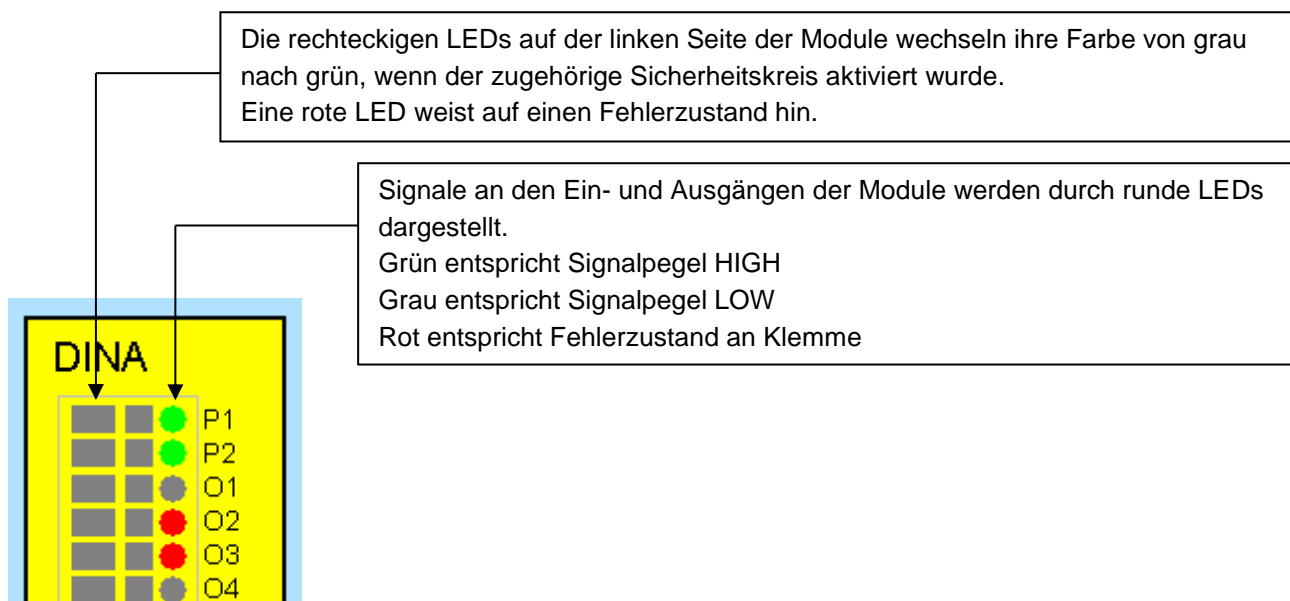 Die rechteckigen LEDs auf der linken Seite der Module wechseln ihre Farbe von grau
nach grün, wenn der zugehörige Sicherheitskreis aktiviert wurde.
Eine rote LED weist auf einen Fehlerzustand hin.
Signale an den Ein- und Ausgängen der Module werden durch runde LEDs
dargestellt.
Grün entspricht Signalpegel HIGH
Grau entspricht Signalpegel LOW
Rot entspricht Fehlerzustand an Klemme
DINA
P1
P2
O1
O2
O3
O4